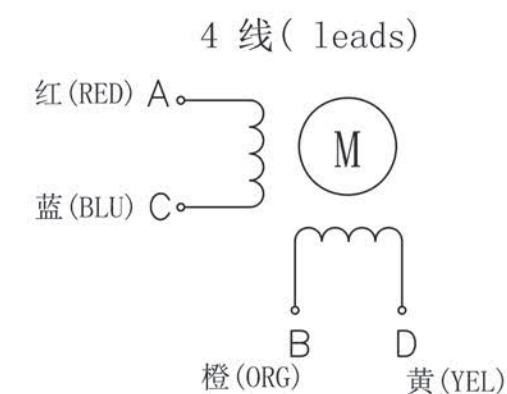 4 线( leads)
红(RED) A
M
蓝(BLU) C
B D
橙(ORG) 黄(YEL)